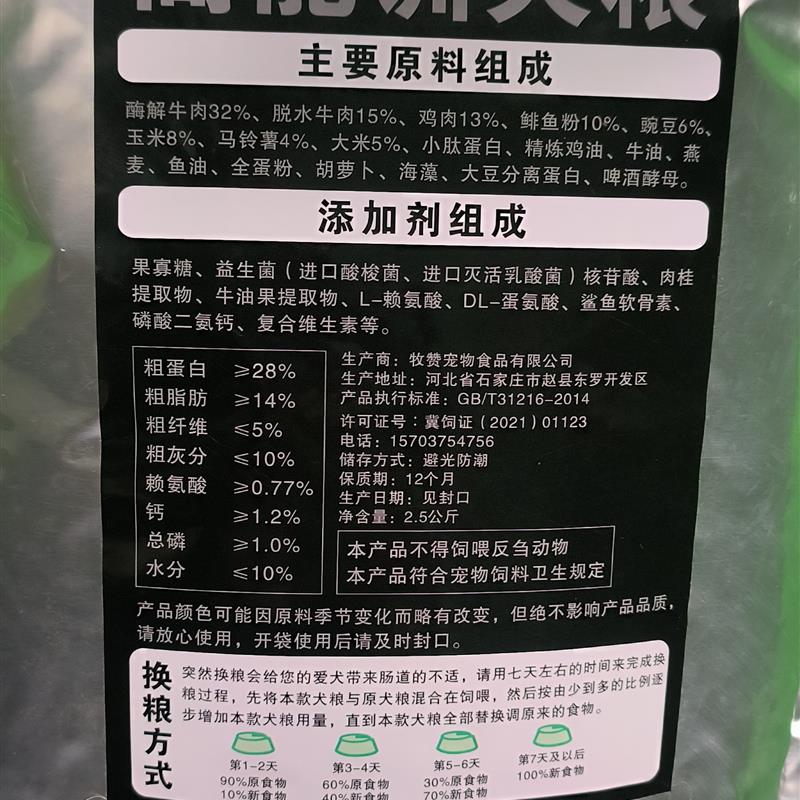 主要原料组成
酶解牛肉32%、脱水牛肉15%、鸡肉13%、鲱鱼粉10%、豌豆6%、
玉米8%、马铃薯4%、大米5%、小肽蛋白、精炼鸡油、牛油、燕
麦、鱼油、全蛋粉、胡萝卜、海藻、大豆分离蛋白、啤酒酵母。
添加剂组成
果寡糖、益生菌（进口酸梭菌、进口灭活乳酸菌）核苷酸、肉桂
提取物、牛油果提取物、L-赖氨酸、DL-蛋氨酸、鲨鱼软骨素、
磷酸二氢钙、复合维生素等。
粗蛋白 ≥28%
粗脂肪 ≥14%
粗纤维 ≤5%
粗灰分 ≤10%
赖氨酸 ≥0.77%
钙 ≥1.2%
总磷 ≥1.0%
水分 ≤10%
生产商：牧赞宠物食品有限公司
生产地址：河北省石家庄市赵县东罗开发区
产品执行标准：GB/T31216-2014
许可证号：冀饲证（2021）01123
电话：15703754756
储存方式：避光防潮
保质期：12个月
生产日期：见封口
净含量：2.5公斤
本产品不得饲喂反刍动物
本产品符合宠物饲料卫生规定
产品颜色可能因原料季节变化而略有改变，但绝不影响产品品质，
请放心使用，开袋使用后请及时封口。
换粮方式
突然换粮会给您的爱犬带来肠道的不适，请用七天左右的时间来完成换
粮过程，先将本款犬粮与原犬粮混合在饲喂，然后按由少到多的比例逐
步增加本款犬粮用量，直到本款犬粮全部替换调原来的食物。
第1-2天
90%原食物
10%新食物
第3-4天
60%原食物
40%新食物
第5-6天
30%原食物
70%新食物
第7天及以后
100%新食物